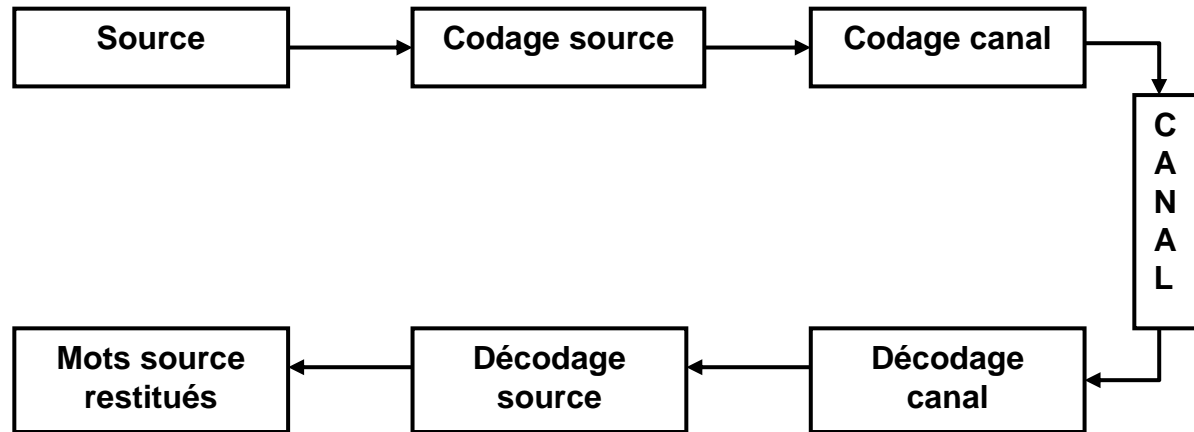 Source
Codage source
Codage canal
C
A
N
A
L
Mots source
restitués
Décodage
source
Décodage
canal